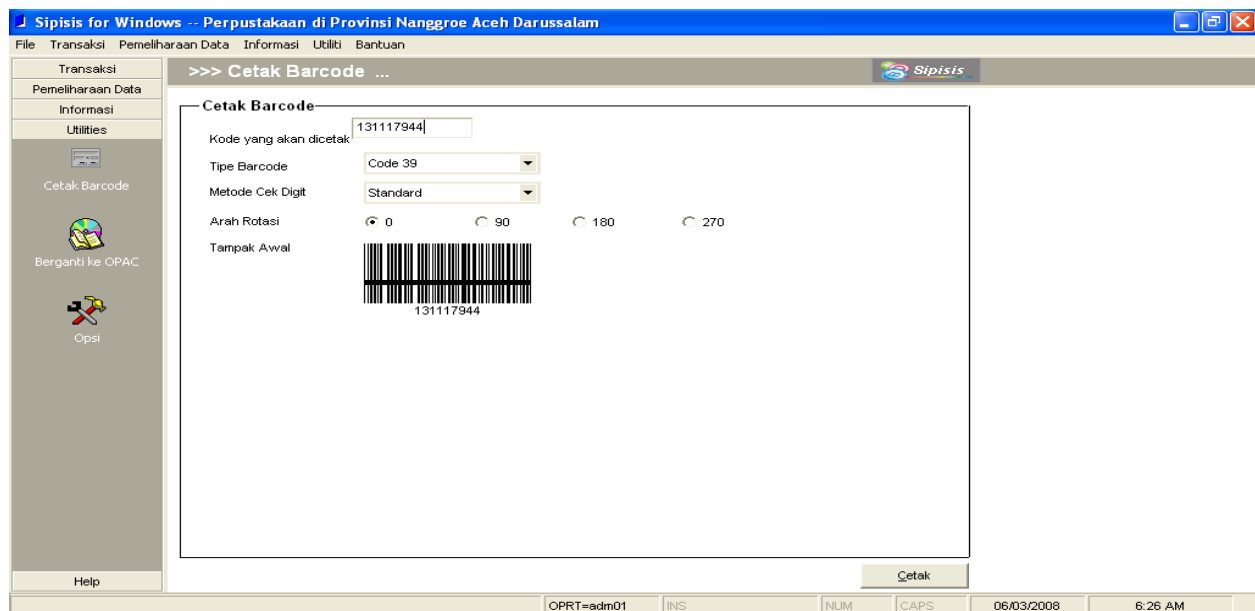 Sipisis for Windows -- Perpustakaan di Provinsi Nanggroe Aceh Darussalam
File Transaksi Pemeliharaan Data Informasi Utiliti Bantuan
Transaksi
Pemeliharaan Data
Informasi
Utilities
Cetak Barcode
Berganti ke OPAC
Opsi
Help
>>> Cetak Barcode ...
Sipisis
Cetak Barcode
Kode yang akan dicetak 131117944
Tipe Barcode Code 39
Metode Cek Digit Standard
Arah Rotasi 0 90 180 270
Tampak Awal
131117944
Cetak
OPRT=adm01 INS NUM CAPS 06/03/2008 6:26 AM